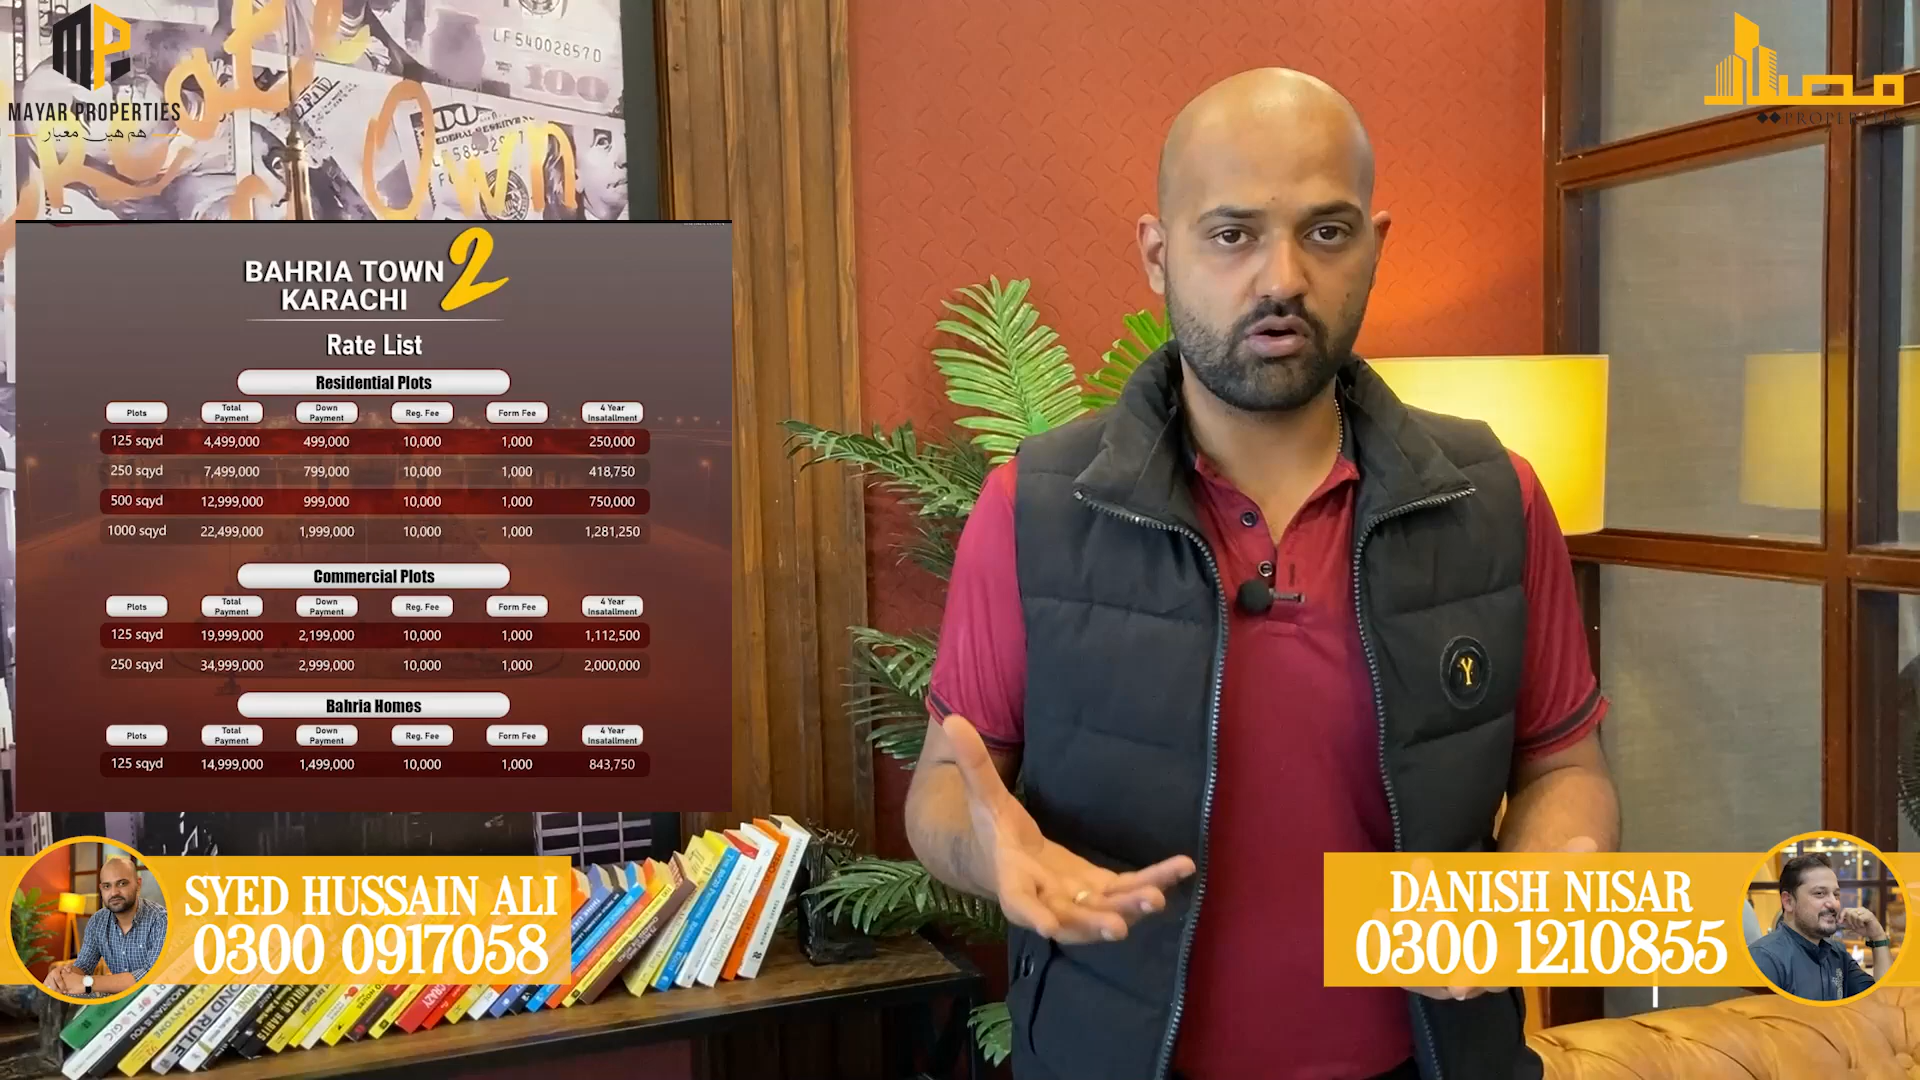 MAYAR PROPERTIES
ہم ہیں معیار
معمار
PROPERTIES
LF54002857D
100
Own
BAHRIA TOWN 2
KARACHI
Rate List
Residential Plots
Plots Total Payment Down Payment Reg. Fee Form Fee 4 Year Insatallment
125 sqyd 4,499,000 499,000 10,000 1,000 250,000
250 sqyd 7,499,000 799,000 10,000 1,000 418,750
500 sqyd 12,999,000 999,000 10,000 1,000 750,000
1000 sqyd 22,499,000 1,999,000 10,000 1,000 1,281,250
Commercial Plots
Plots Total Payment Down Payment Reg. Fee Form Fee 4 Year Insatallment
125 sqyd 19,999,000 2,199,000 10,000 1,000 1,112,500
250 sqyd 34,999,000 2,999,000 10,000 1,000 2,000,000
Bahria Homes
Plots Total Payment Down Payment Reg. Fee Form Fee 4 Year Insatallment
125 sqyd 14,999,000 1,499,000 10,000 1,000 843,750
Y
SYED HUSSAIN ALI
0300 0917058
DANISH NISAR
0300 1210855